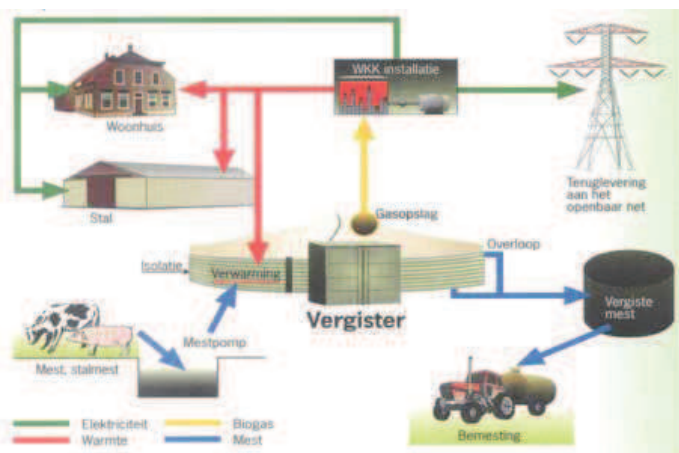 WKK installatie
Woonhuis
Stal
Gasopslag
Teruglevering
aan het
openbaar net
Isolatie
Verwarming
Overloop
Vergister
Vergiste
mest
Mestpomp
Mest, stalmest
Bemesting
Elektriciteit
Biogas
Warmte
Mest